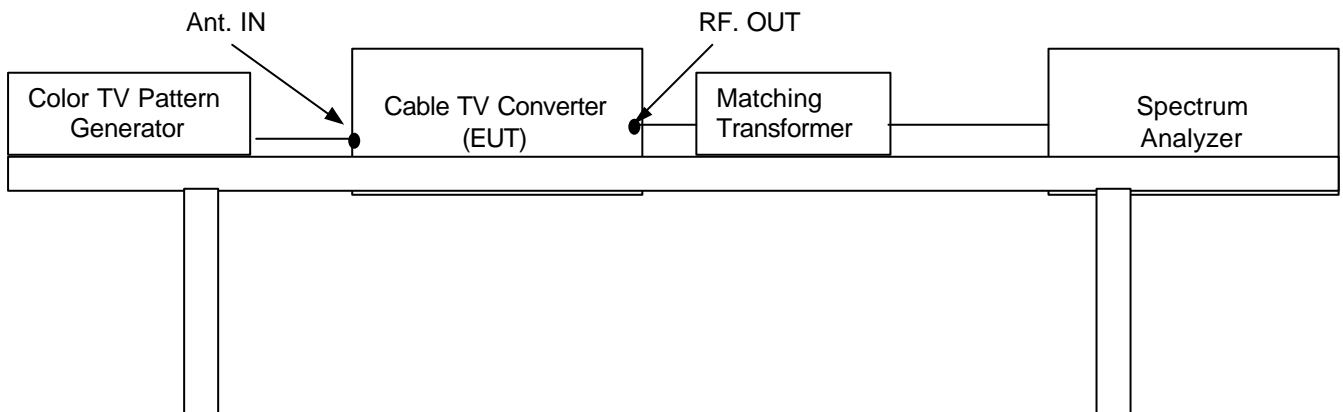 Ant. IN
RF. OUT
Color TV Pattern
Generator
Cable TV Converter
(EUT)
Matching
Transformer
Spectrum
Analyzer